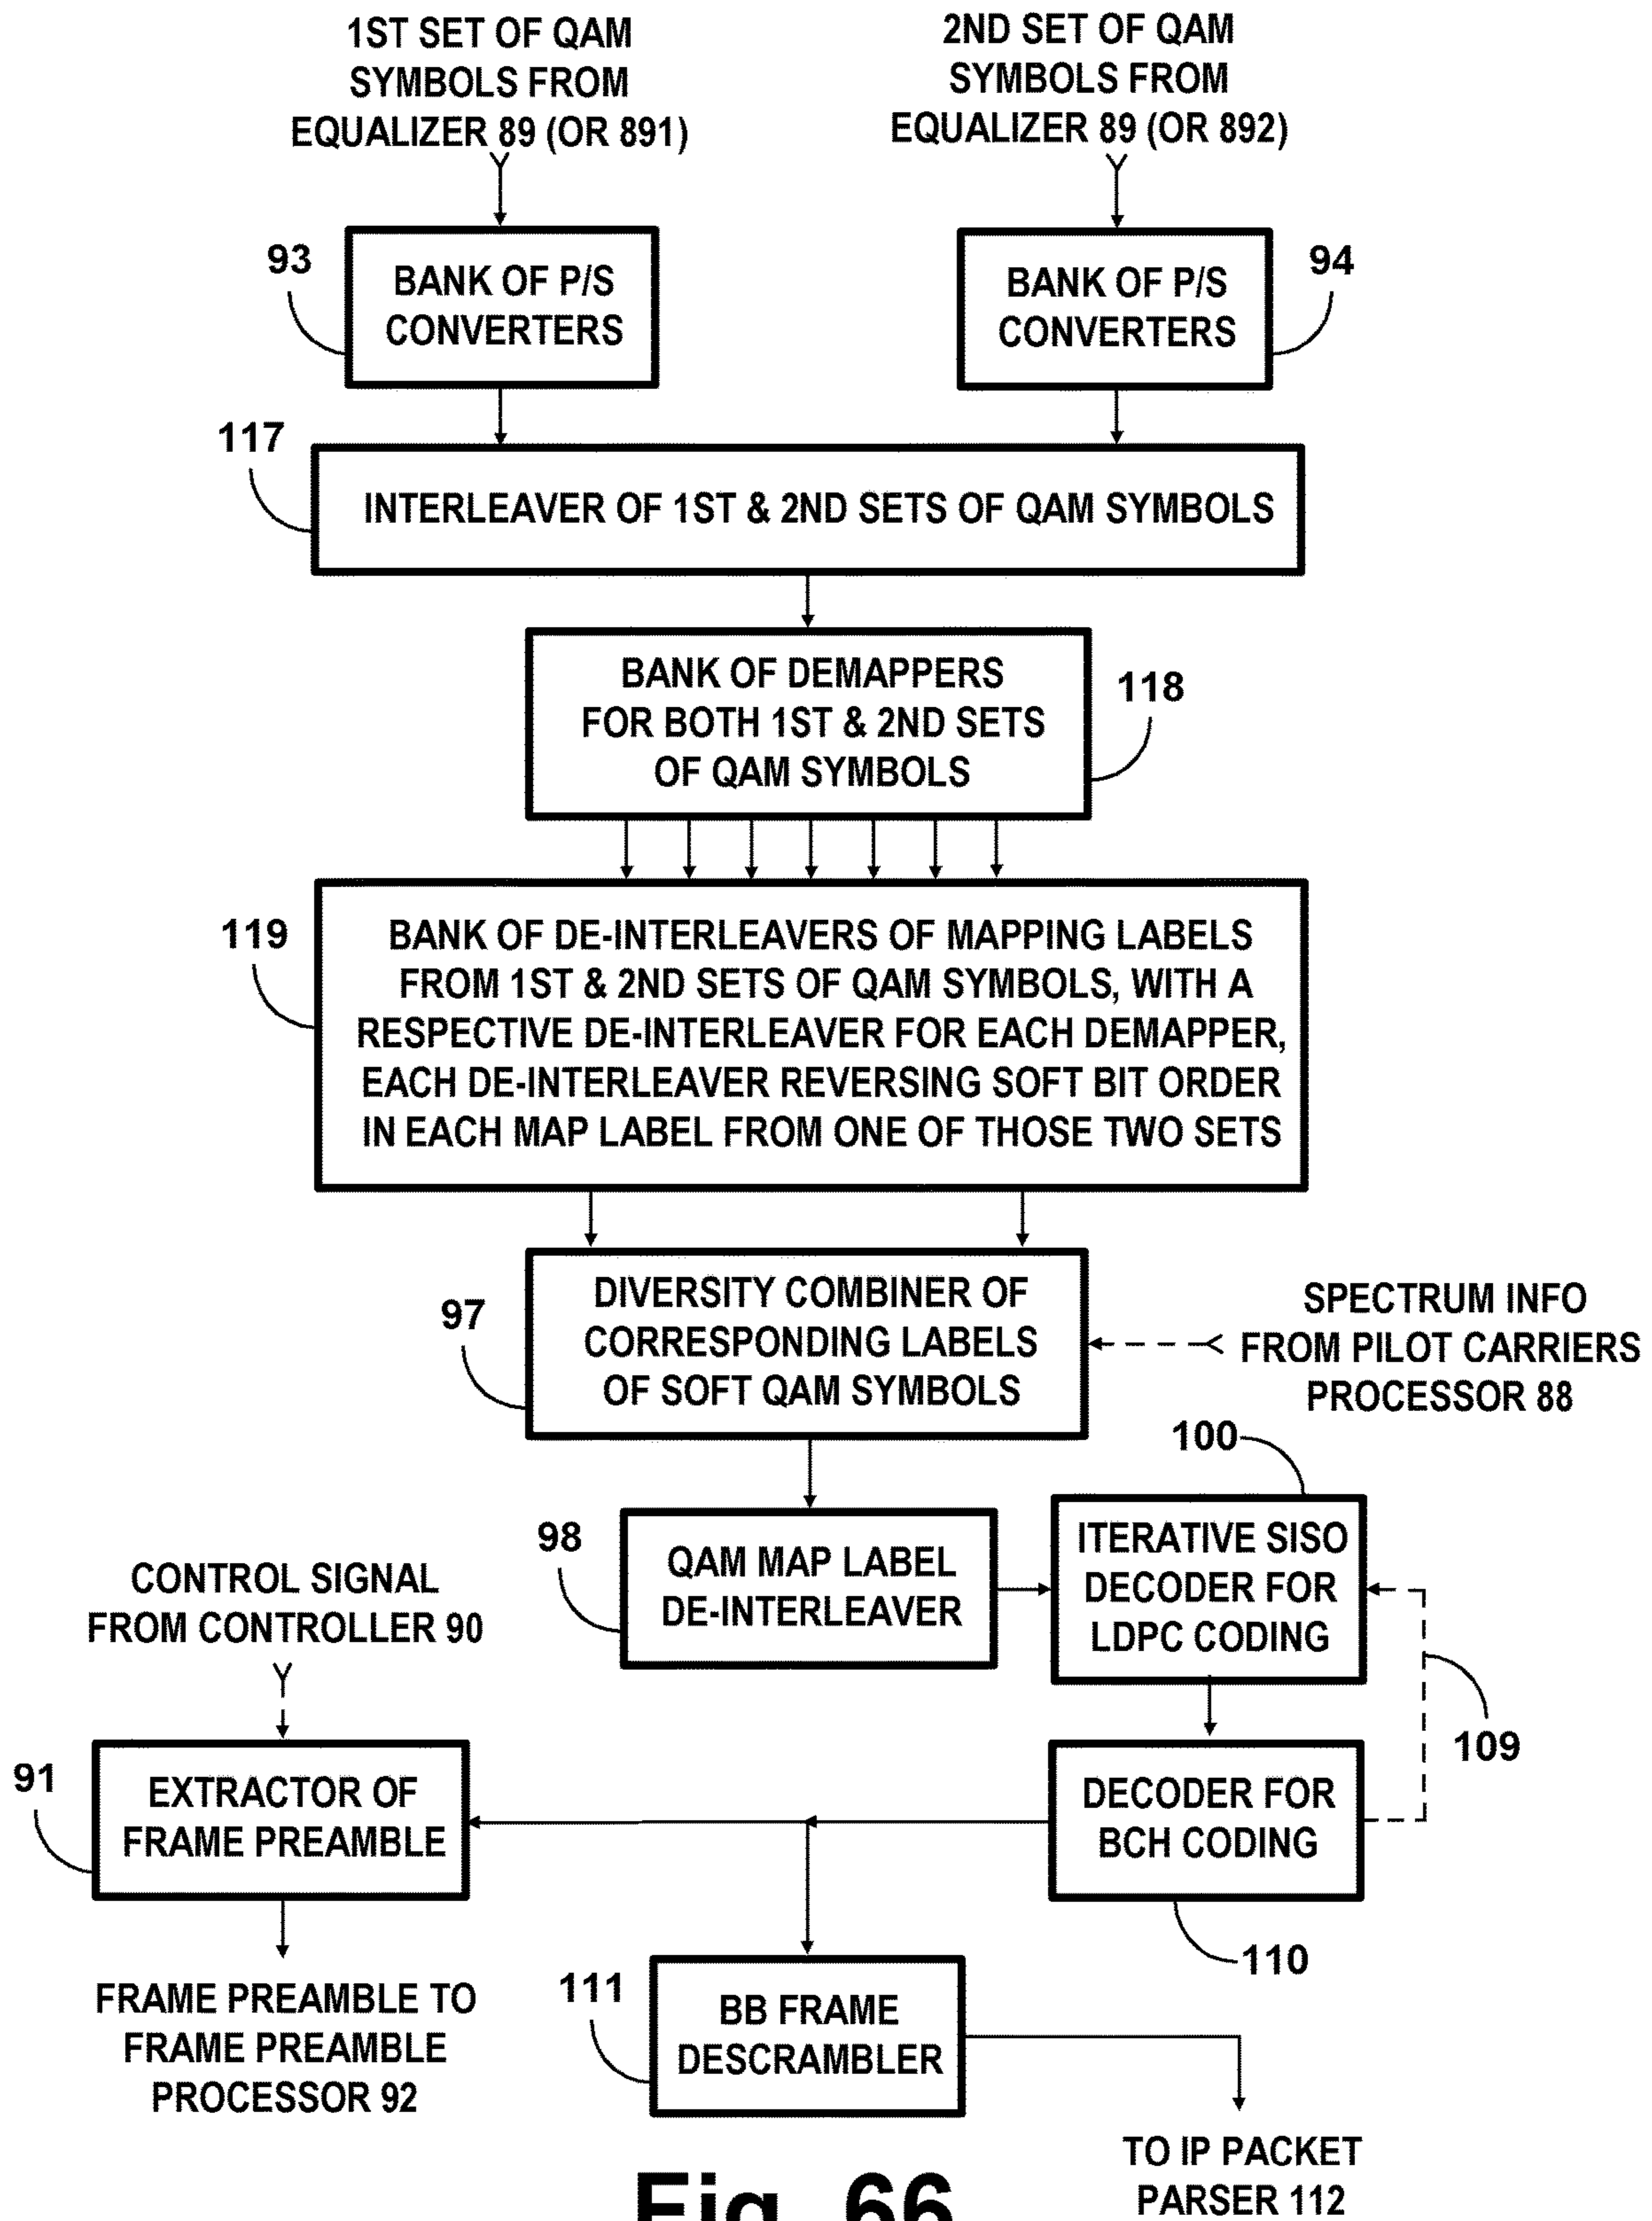 1ST SET OF QAM
SYMBOLS FROM
EQUALIZER 89 (OR 891)
2ND SET OF QAM
SYMBOLS FROM
EQUALIZER 89 (OR 892)
93
BANK OF P/S
CONVERTERS
BANK OF P/S
CONVERTERS
94
117
INTERLEAVER OF 1ST & 2ND SETS OF QAM SYMBOLS
BANK OF DEMAPPERS
FOR BOTH 1ST & 2ND SETS
OF QAM SYMBOLS
118
119
BANK OF DE-INTERLEAVERS OF MAPPING LABELS
FROM 1ST & 2ND SETS OF QAM SYMBOLS, WITH A
RESPECTIVE DE-INTERLEAVER FOR EACH DEMAPPER,
EACH DE-INTERLEAVER REVERSING SOFT BIT ORDER
IN EACH MAP LABEL FROM ONE OF THOSE TWO SETS
97
DIVERSITY COMBINER OF
CORRESPONDING LABELS
OF SOFT QAM SYMBOLS
SPECTRUM INFO
FROM PILOT CARRIERS
PROCESSOR 88
100
98
QAM MAP LABEL
DE-INTERLEAVER
ITERATIVE SISO
DECODER FOR
LDPC CODING
CONTROL SIGNAL
FROM CONTROLLER 90
109
91
EXTRACTOR OF
FRAME PREAMBLE
DECODER FOR
BCH CODING
110
FRAME PREAMBLE TO
FRAME PREAMBLE
PROCESSOR 92
111
BB FRAME
DESCRAMBLER
TO IP PACKET
PARSER 112
Fig. 66